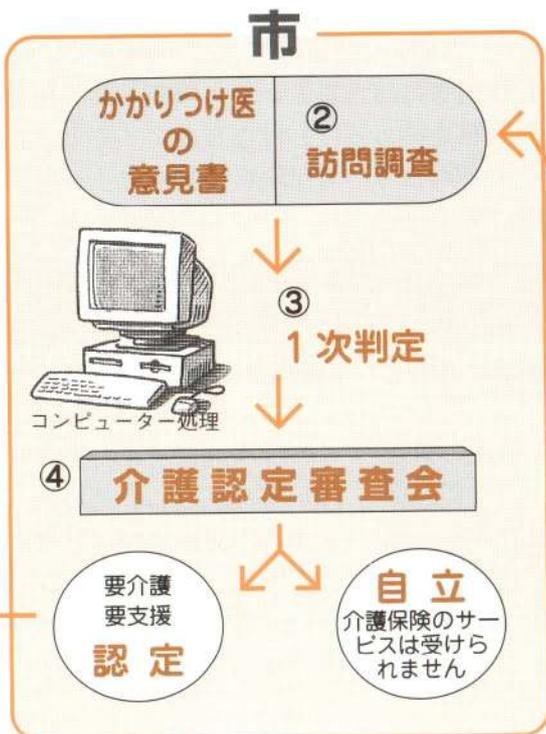 市
かかりつけ医
の
意見書
②
訪問調査
③
1次判定
コンピューター処理
④
介護認定審査会
要介護
要支援
認定
自立
介護保険のサー
ビスは受けら
れません